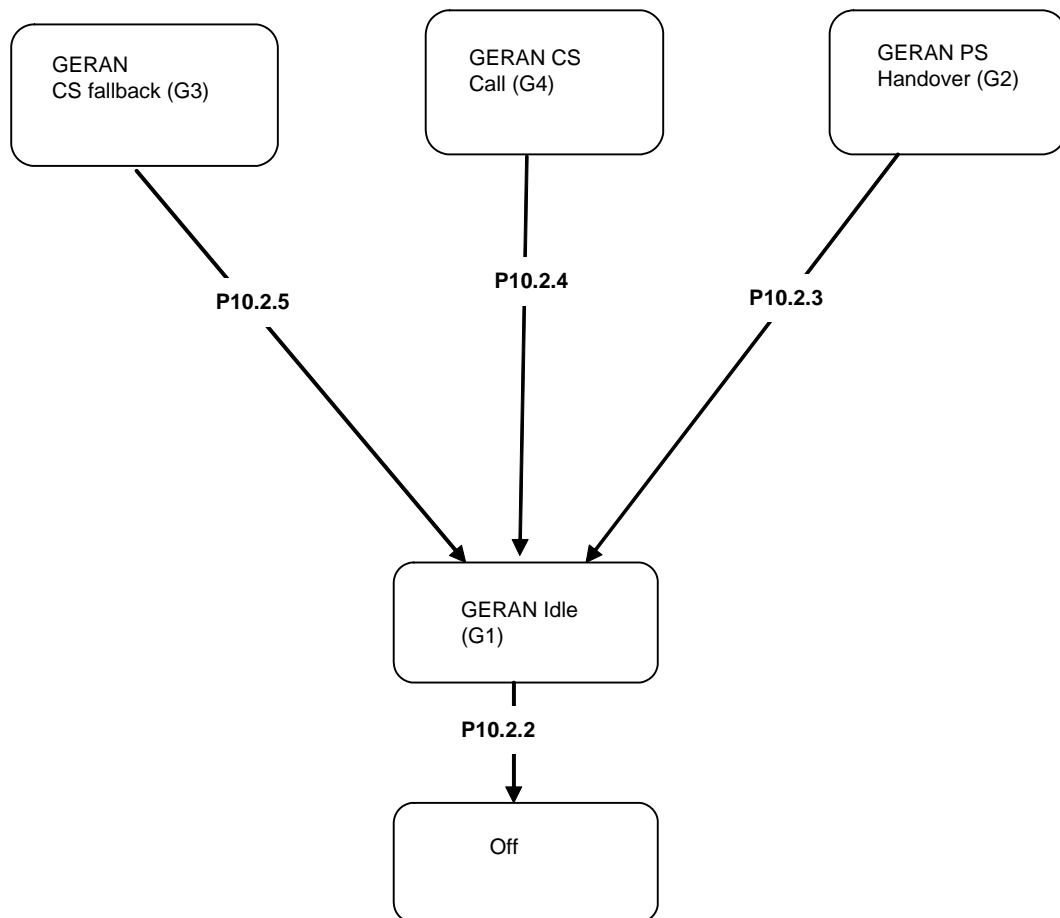 GERAN
CS fallback (G3)
GERAN CS
Call (G4)
GERAN PS
Handover (G2)
P10.2.5
P10.2.4
P10.2.3
GERAN Idle
(G1)
P10.2.2
Off